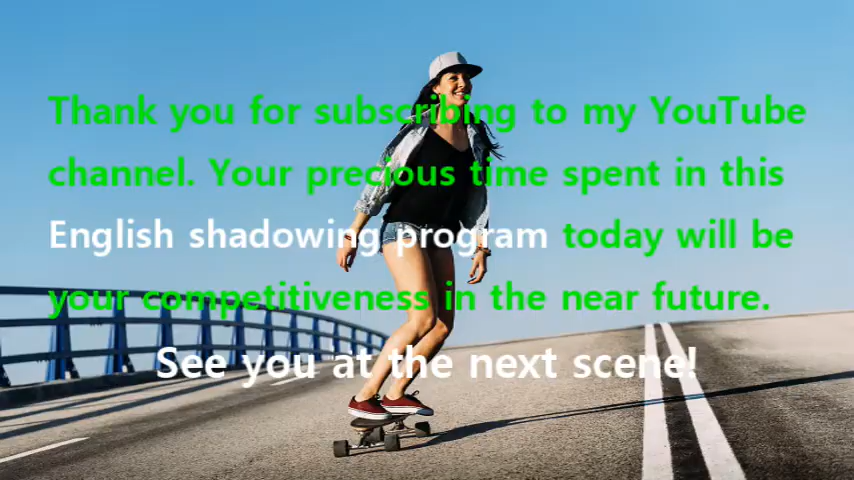 Thank you for subscribing to my YouTube
channel. Your precious time spent in this
English shadowing program today will be
your competitiveness in the near future.
See you at the next scene!